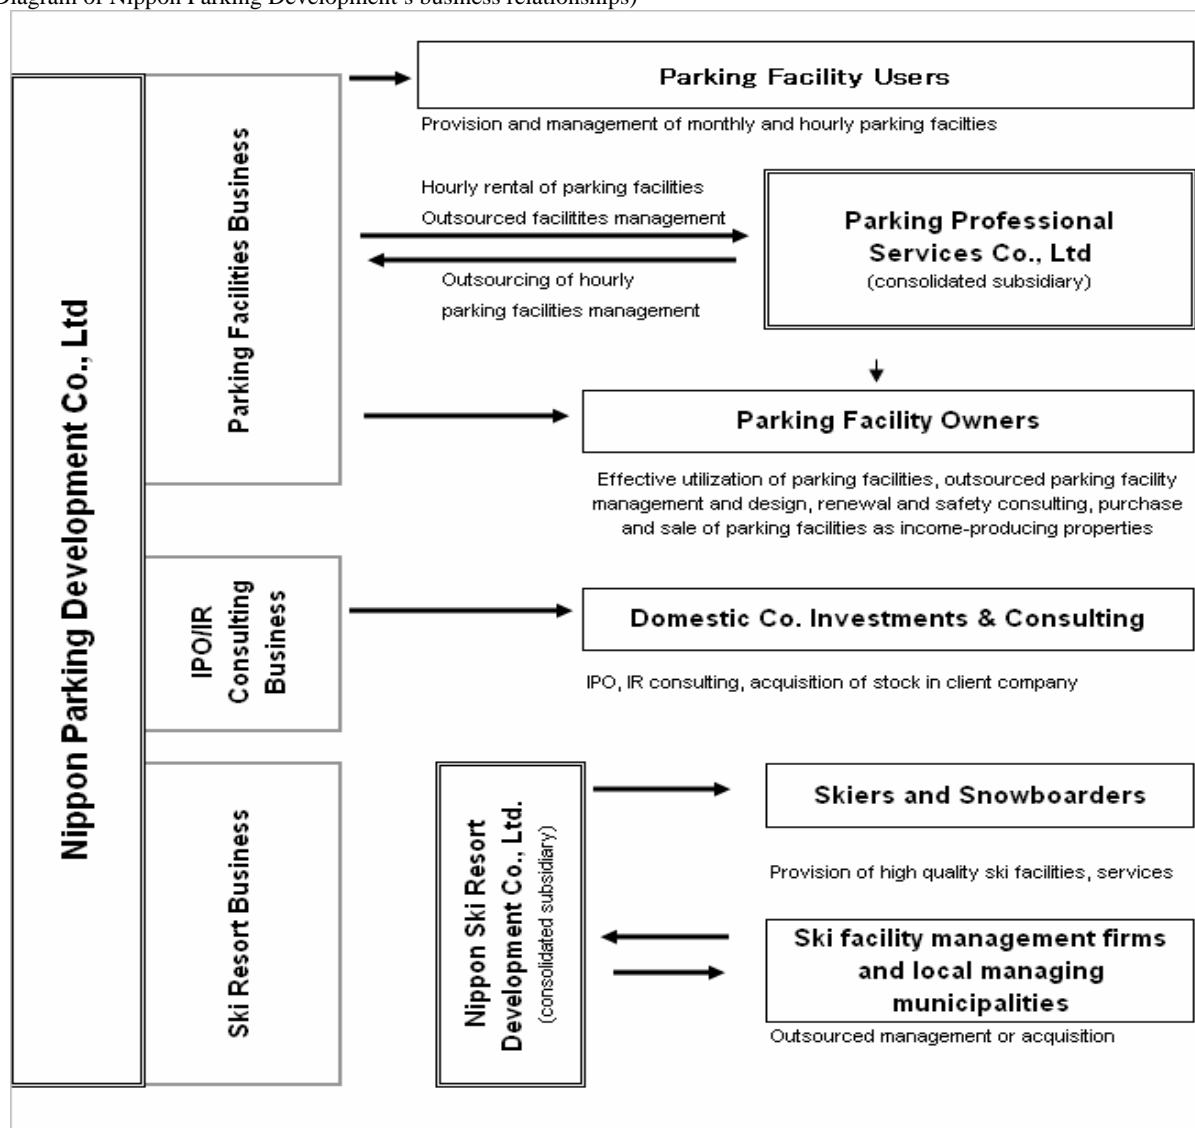 Diagram of Nippon Parking Development's business relationships)
Nippon Parking Development Co., Ltd
Parking Facilities Business
Parking Facility Users
Provision and management of monthly and hourly parking facilties
Hourly rental of parking facilities
Outsourced facilitites management
Outsourcing of hourly
parking facilities management
Parking Professional
Services Co., Ltd
(consolidated subsidiary)
Parking Facility Owners
Effective utilization of parking facilities, outsourced parking facility
management and design, renewal and safety consulting, purchase
and sale of parking facilities as income-producing properties
IPO/IR
Consulting
Business
Domestic Co. Investments & Consulting
IPO, IR consulting, acquisition of stock in client company
Ski Resort Business
Nippon Ski Resort
Development Co., Ltd.
(consolidated subsidiary)
Skiers and Snowboarders
Provision of high quality ski facilities, services
Ski facility management firms
and local managing
municipalities
Outsourced management or acquisition